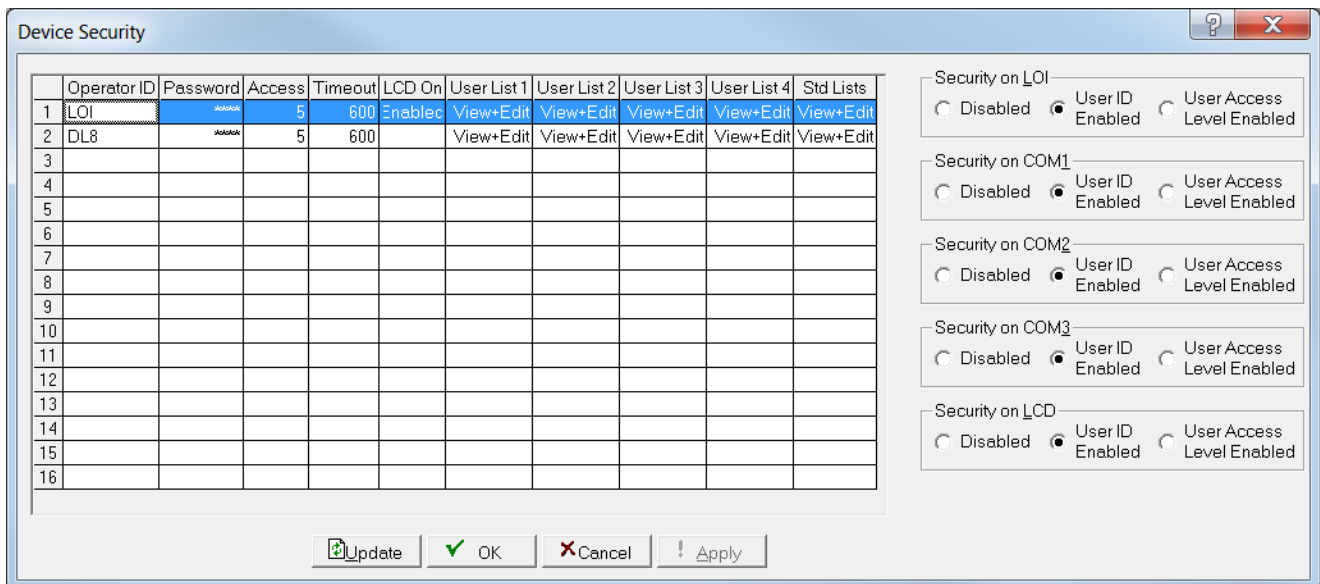 Device Security
Operator ID Password Access Timeout LCD On User List 1 User List 2 User List 3 User List 4 Std Lists
1 LOI **** 5 600 Enabled View+Edit View+Edit View+Edit View+Edit View+Edit
2 DL8 **** 5 600 View+Edit View+Edit View+Edit View+Edit View+Edit
3
4
5
6
7
8
9
10
11
12
13
14
15
16
Security on LOI
Disabled User ID Enabled User Access Level Enabled
Security on COM1
Disabled User ID Enabled User Access Level Enabled
Security on COM2
Disabled User ID Enabled User Access Level Enabled
Security on COM3
Disabled User ID Enabled User Access Level Enabled
Security on LCD
Disabled User ID Enabled User Access Level Enabled
Update OK Cancel ! Apply